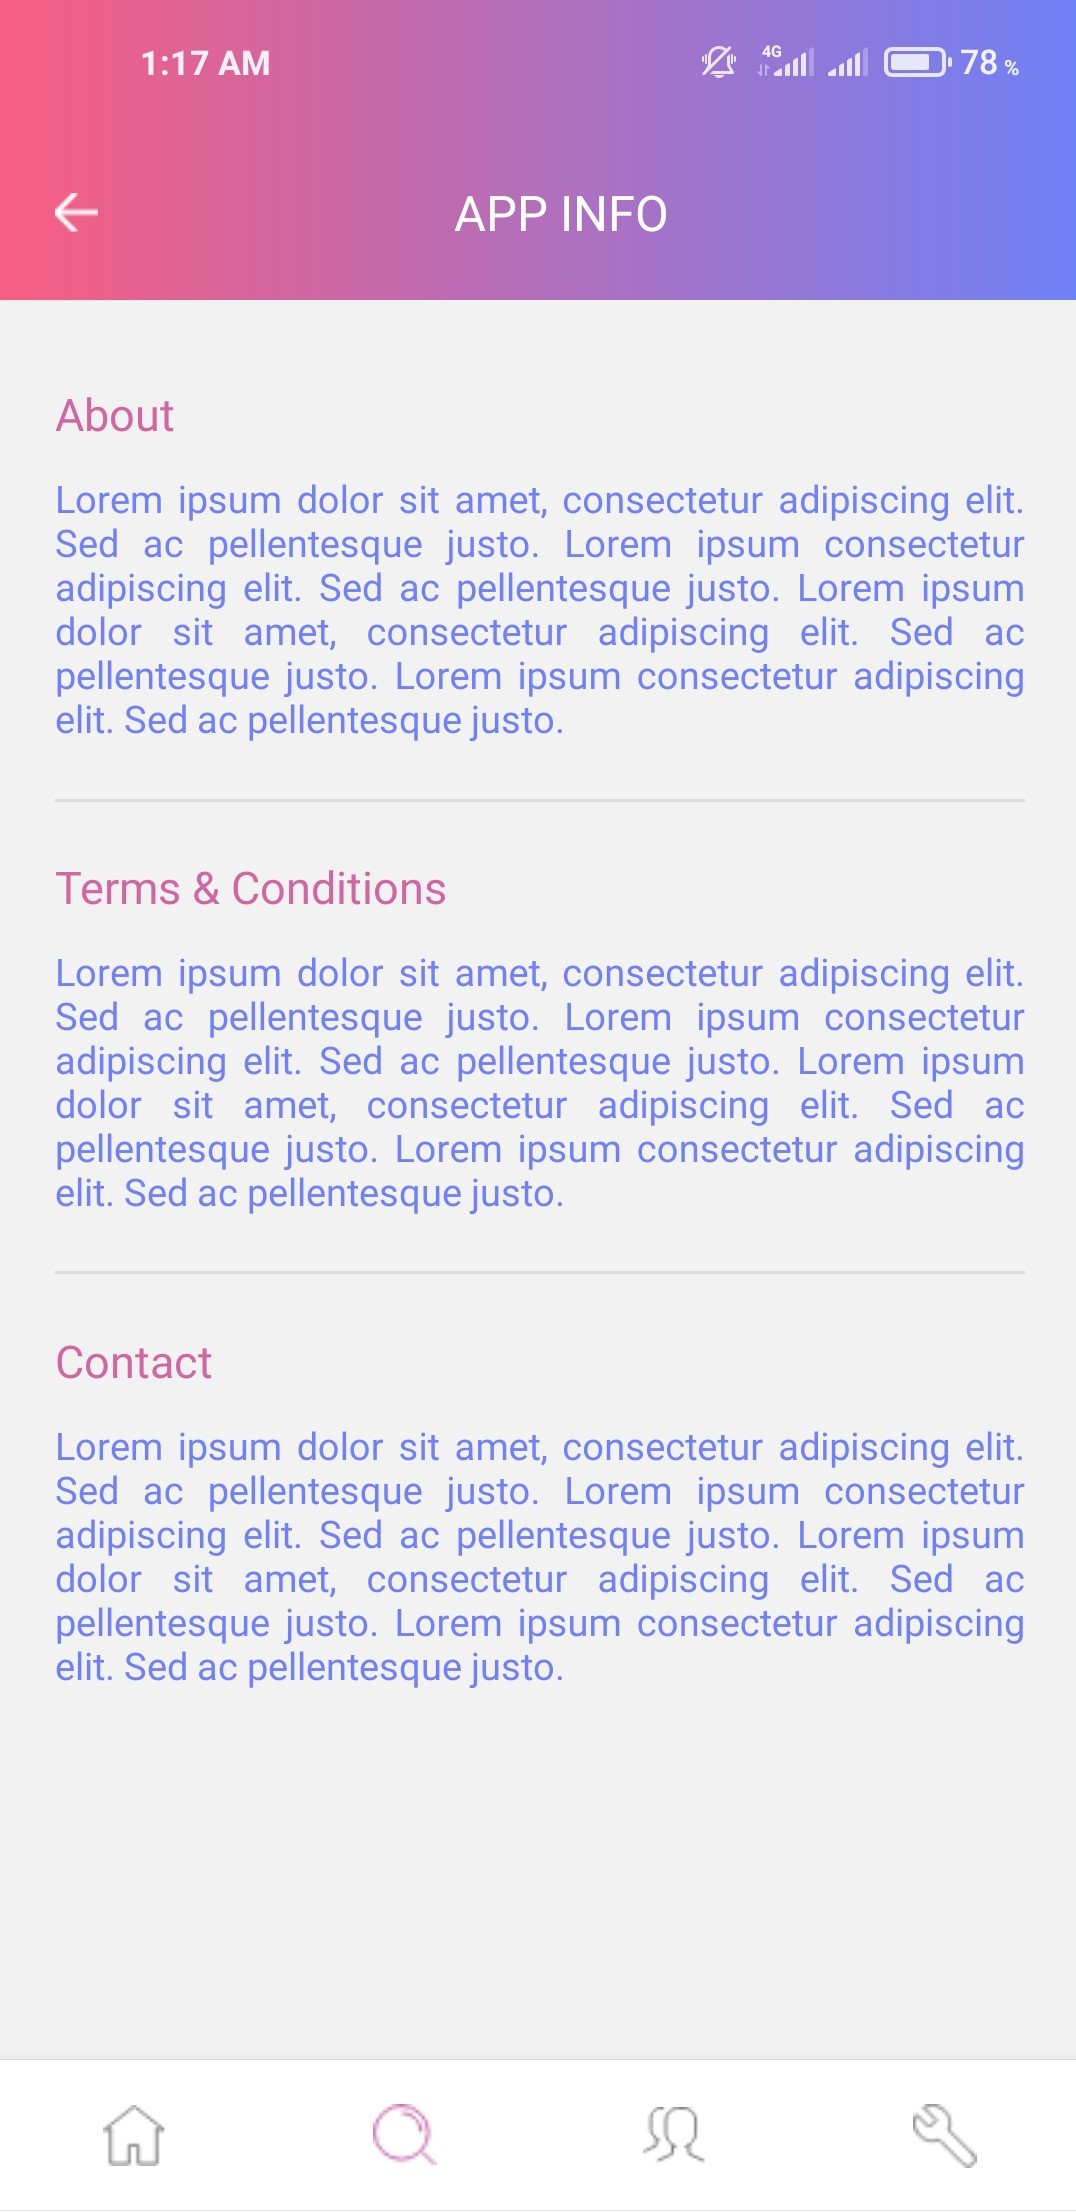 1:17 AM 4G 78 %
APP INFO
About
Lorem ipsum dolor sit amet, consectetur adipiscing elit.
Sed ac pellentesque justo. Lorem ipsum consectetur
adipiscing elit. Sed ac pellentesque justo. Lorem ipsum
dolor sit amet, consectetur adipiscing elit. Sed ac
pellentesque justo. Lorem ipsum consectetur adipiscing
elit. Sed ac pellentesque justo.
Terms & Conditions
Lorem ipsum dolor sit amet, consectetur adipiscing elit.
Sed ac pellentesque justo. Lorem ipsum consectetur
adipiscing elit. Sed ac pellentesque justo. Lorem ipsum
dolor sit amet, consectetur adipiscing elit. Sed ac
pellentesque justo. Lorem ipsum consectetur adipiscing
elit. Sed ac pellentesque justo.
Contact
Lorem ipsum dolor sit amet, consectetur adipiscing elit.
Sed ac pellentesque justo. Lorem ipsum consectetur
adipiscing elit. Sed ac pellentesque justo. Lorem ipsum
dolor sit amet, consectetur adipiscing elit. Sed ac
pellentesque justo. Lorem ipsum consectetur adipiscing
elit. Sed ac pellentesque justo.